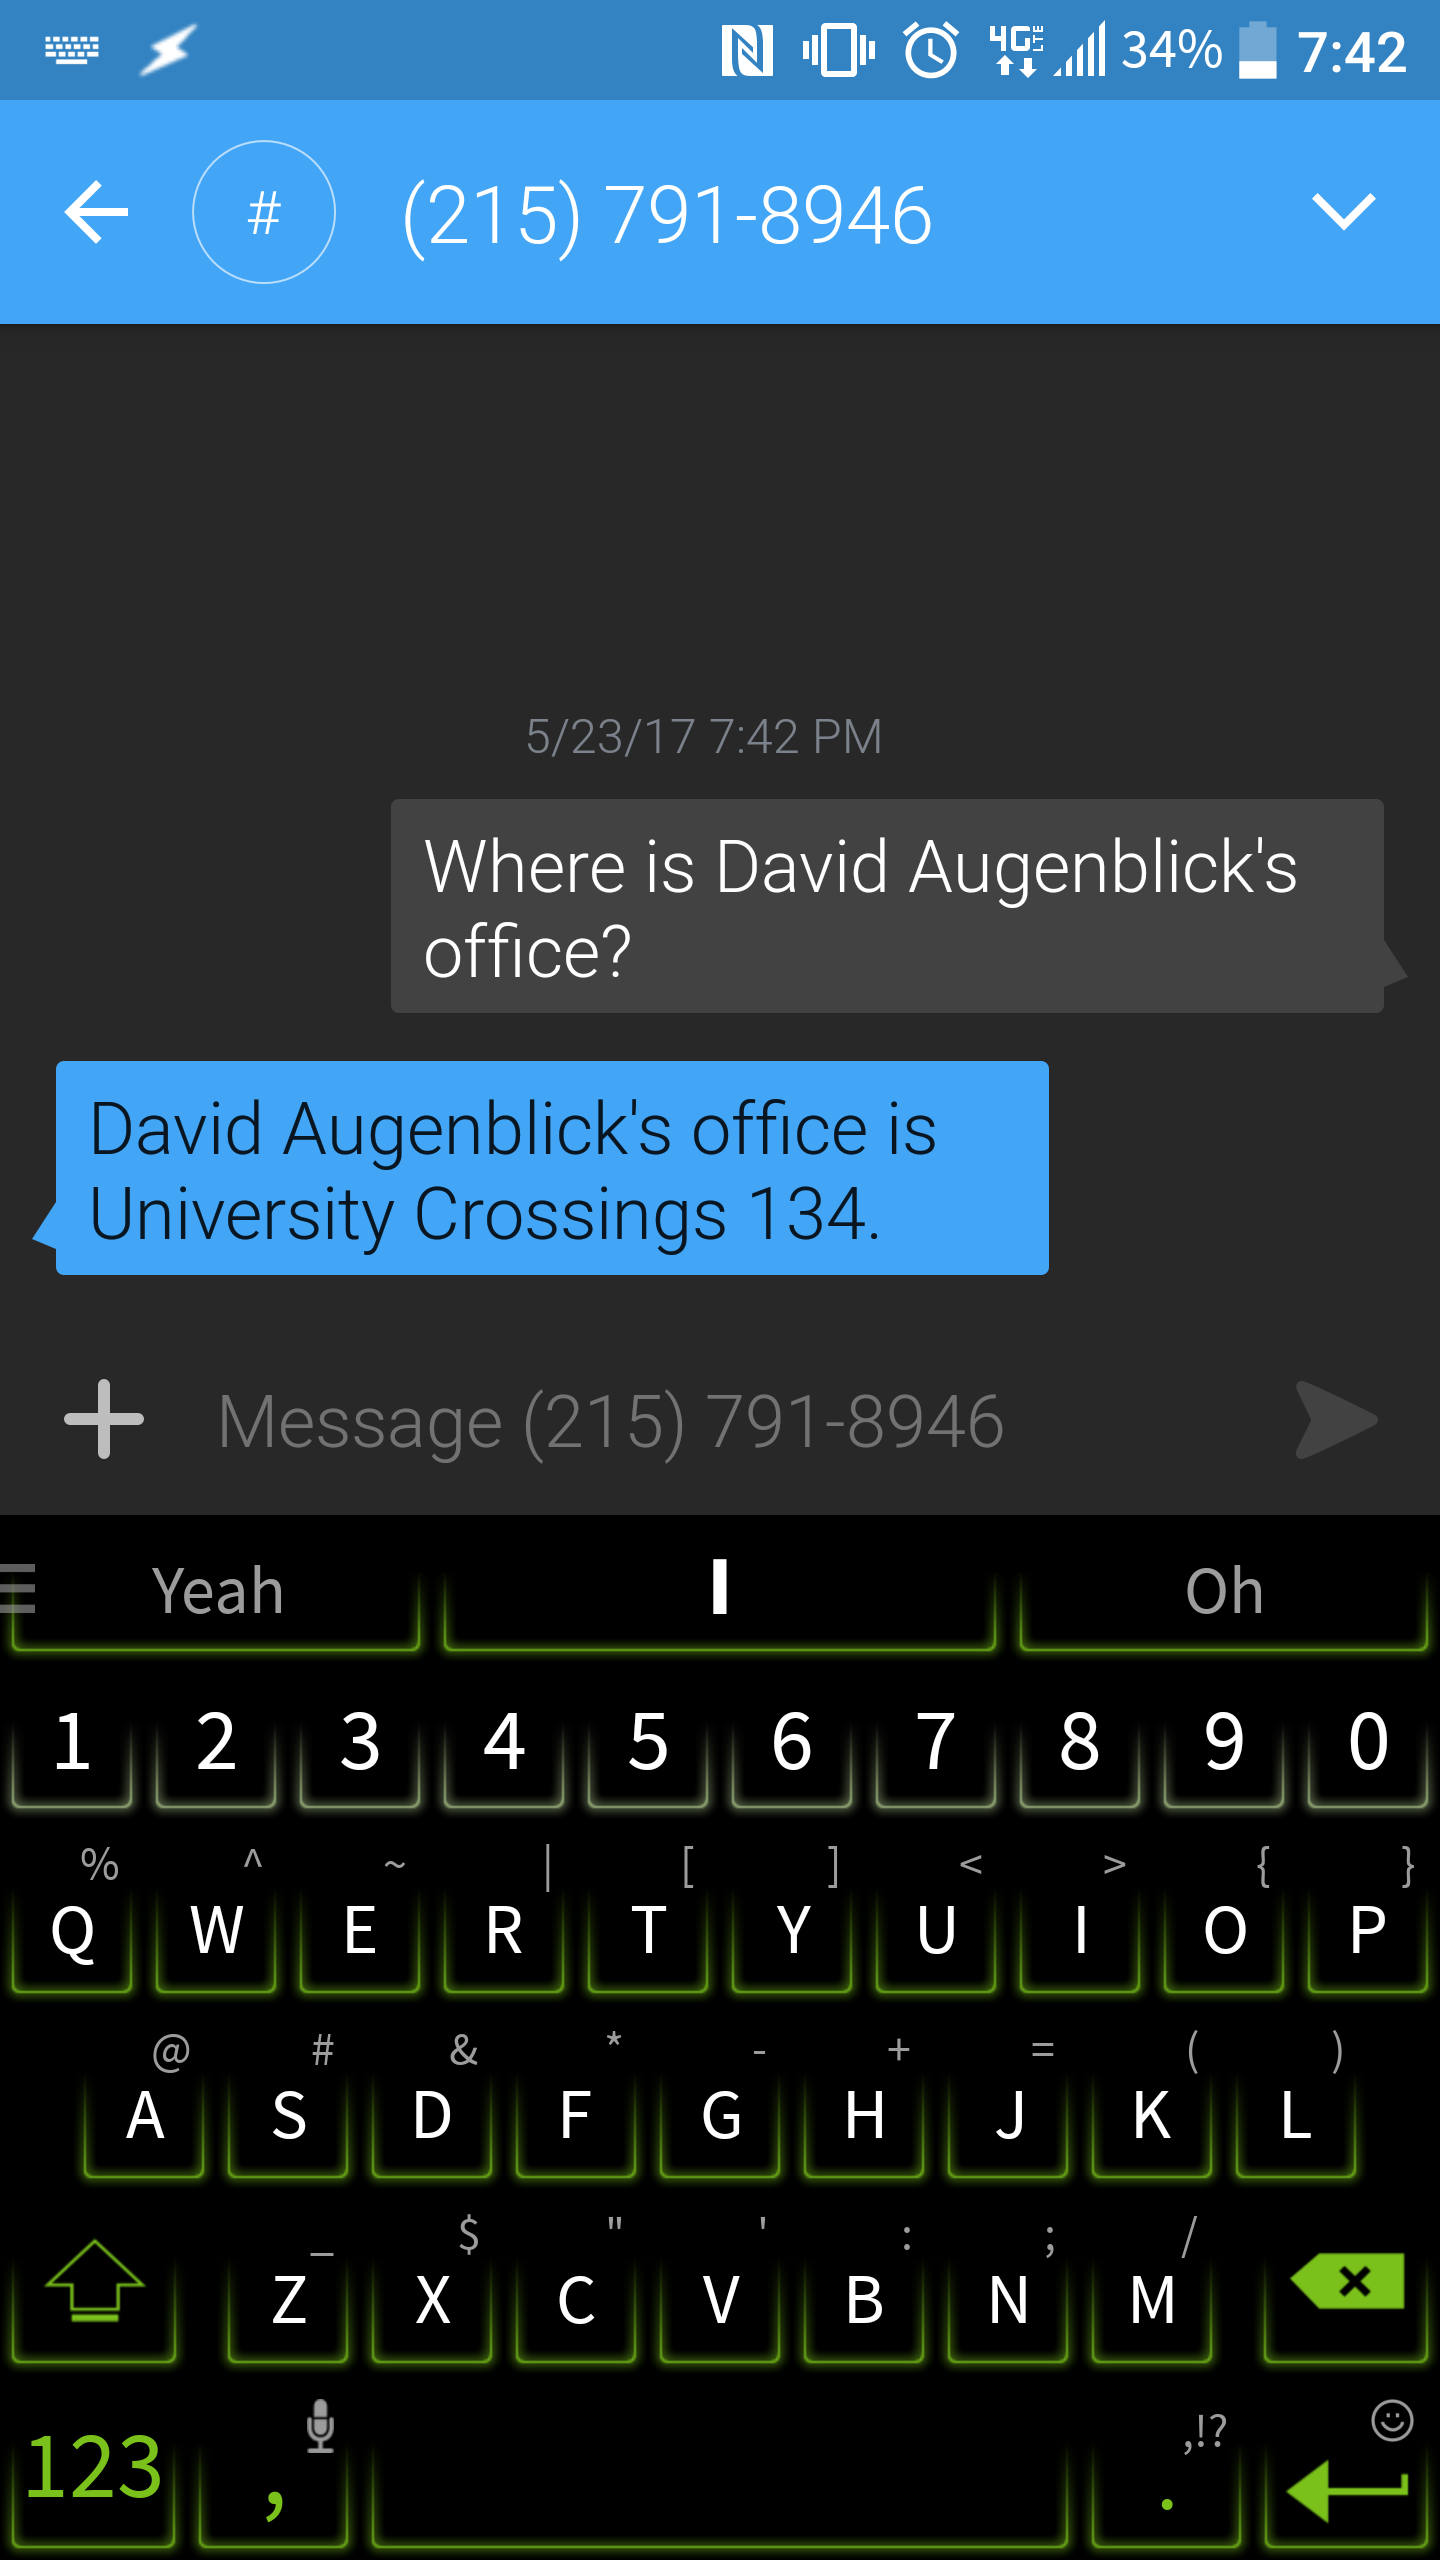 4G LTE 34% 7:42
# (215) 791-8946
5/23/17 7:42 PM
Where is David Augenblick's
office?
David Augenblick's office is
University Crossings 134.
Message (215) 791-8946
Yeah I Oh
1 2 3 4 5 6 7 8 9 0
% ^ ~ | [ ] < > { }
Q W E R T Y U I O P
@ # & * - + = ( )
A S D F G H J K L
_ $ " ' : ; /
Z X C V B N M
,!?
123 , .